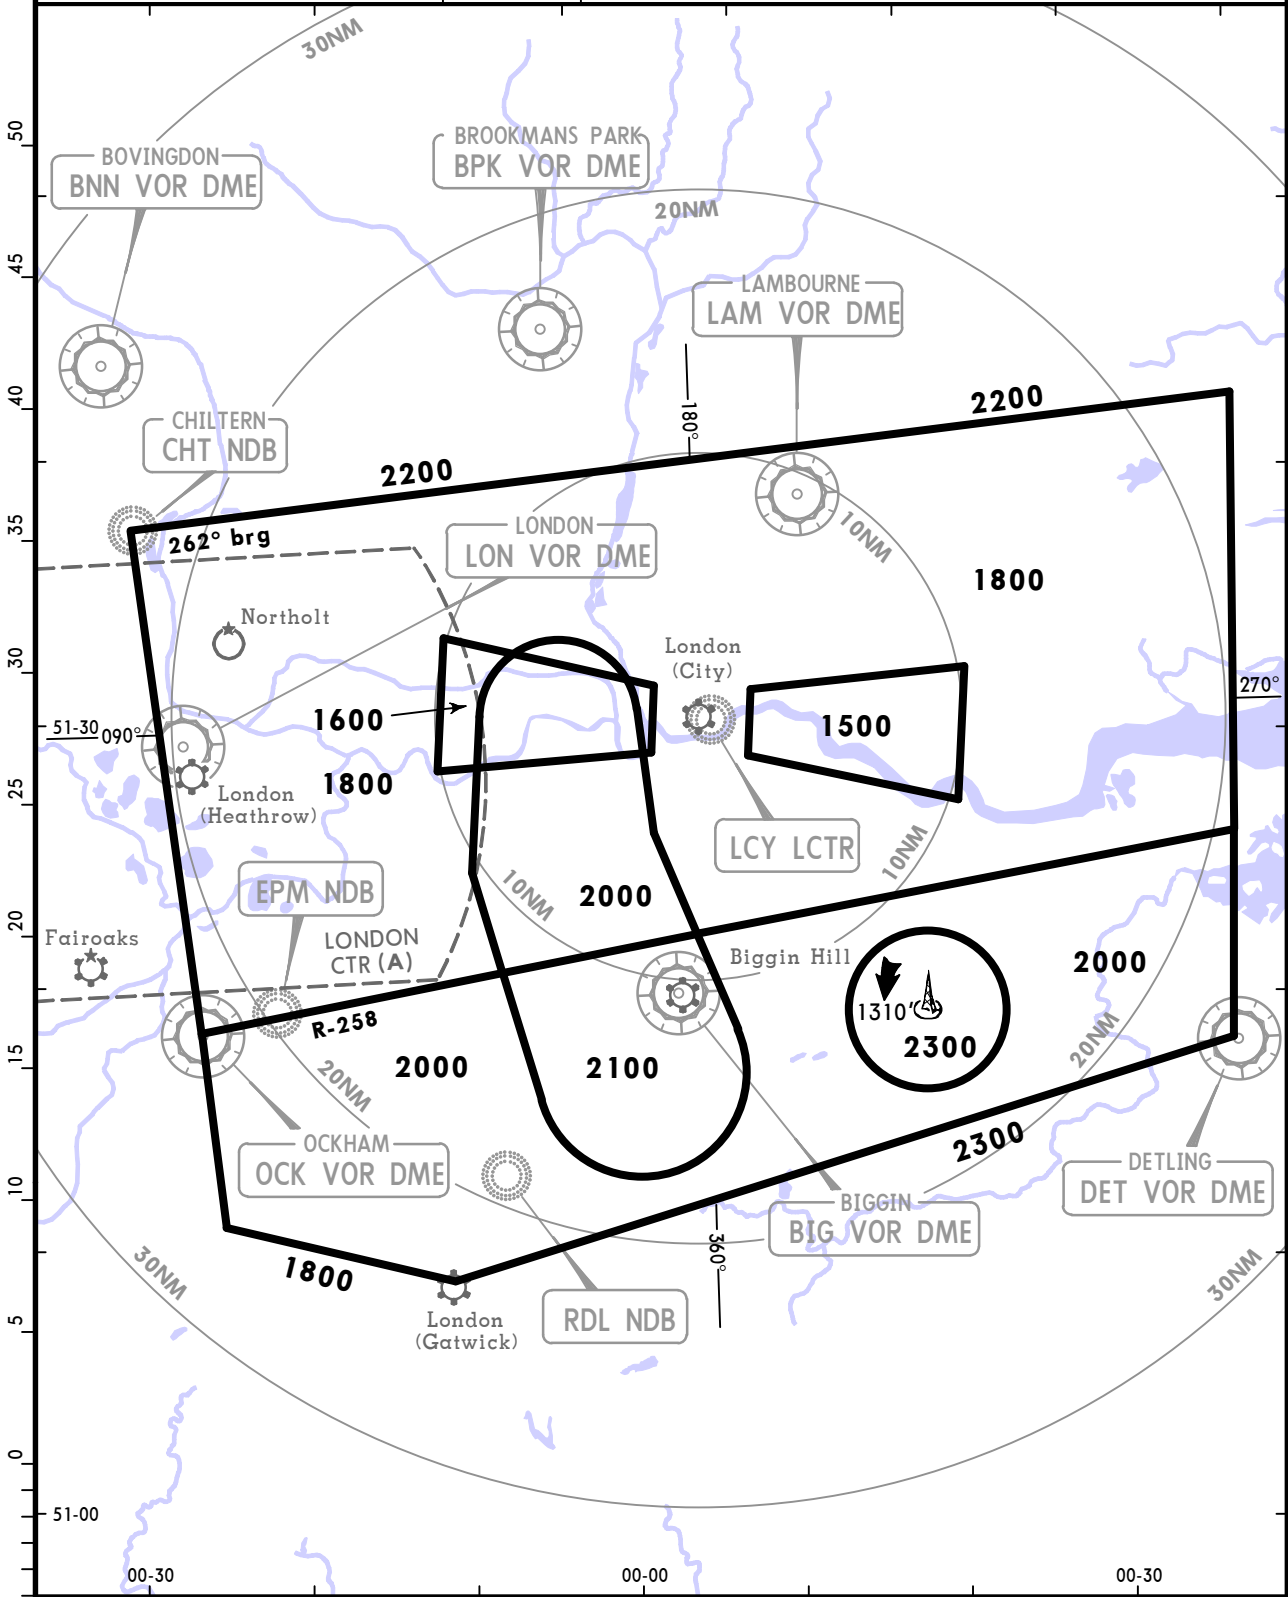 30NM
50
BROOKMANS PARK
BPK VOR DME
BOVINGDON
BNN VOR DME
20NM
45
LAMBOURNE
LAM VOR DME
40
2200
180°
CHILTERN
CHT NDB
2200
35
262° brg
LONDON
LON VOR DME
10NM
1800
Northolt
30
London
(City)
270°
1600
51-30
090°
1500
1800
25
London
(Heathrow)
LCY LCTR
10NM
EPM NDB
10NM
2000
20
Fairoaks
LONDON
CTR (A)
Biggin Hill
2000
1310'
R-258
2300
20NM
15
2000
2100
20NM
OCKHAM
OCK VOR DME
2300
DETLING
DET VOR DME
10
BIGGIN
BIG VOR DME
360°
30NM
1800
30NM
London
(Gatwick)
RDL NDB
5
0
51-00
00-30
00-00
00-30